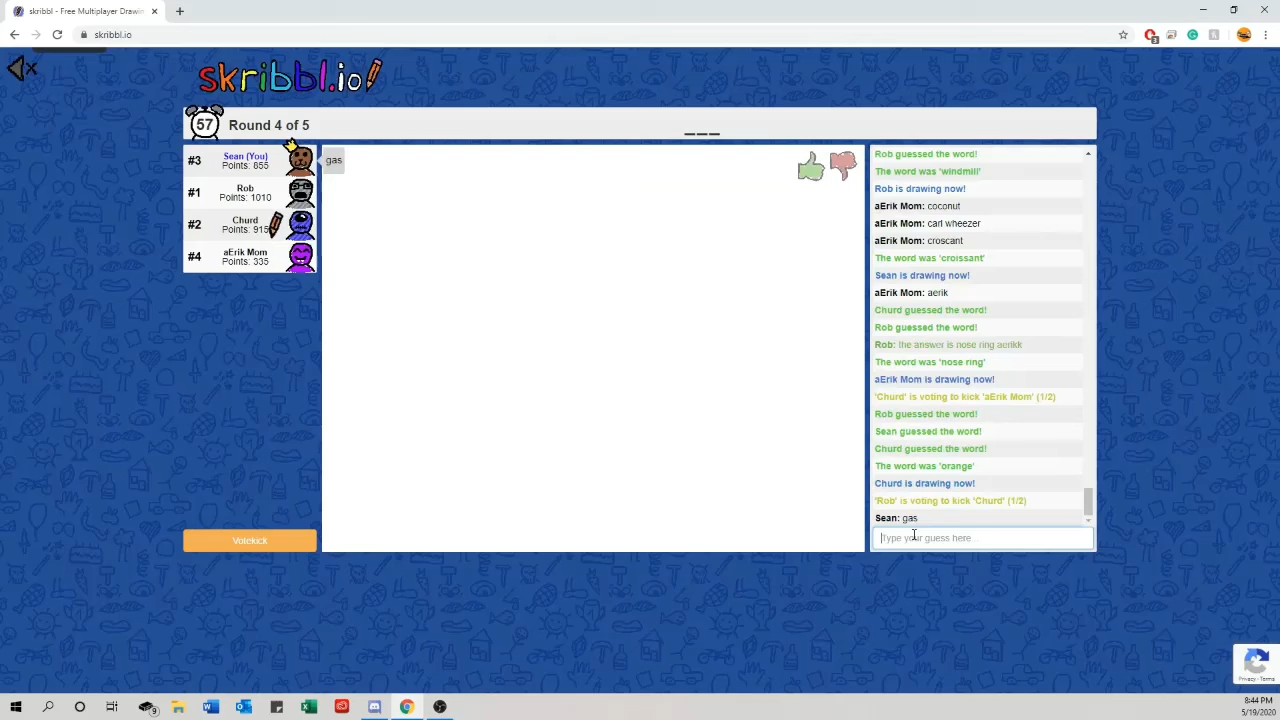 skribbl - Free Multiplayer Drawin
skribbl.io
3
skribbl.io
57
Round 4 of 5
___
#3
Sean (You)
Points: 855
#1
Rob
Points: 1010
#2
Churd
Points: 915
#4
aErik Mom
Points: 335
gas
Votekick
Rob guessed the word!
The word was 'windmill'
Rob is drawing now!
aErik Mom: coconut
aErik Mom: carl wheezer
aErik Mom: croscant
The word was 'croissant'
Sean is drawing now!
aErik Mom: aerik
Churd guessed the word!
Rob guessed the word!
Rob: the answer is nose ring aerikk
The word was 'nose ring'
aErik Mom is drawing now!
'Churd' is voting to kick 'aErik Mom' (1/2)
Rob guessed the word!
Sean guessed the word!
Churd guessed the word!
The word was 'orange'
Churd is drawing now!
'Rob' is voting to kick 'Churd' (1/2)
Sean: gas
Type your guess here...
Privacy - Terms
9
8:44 PM
5/19/2020